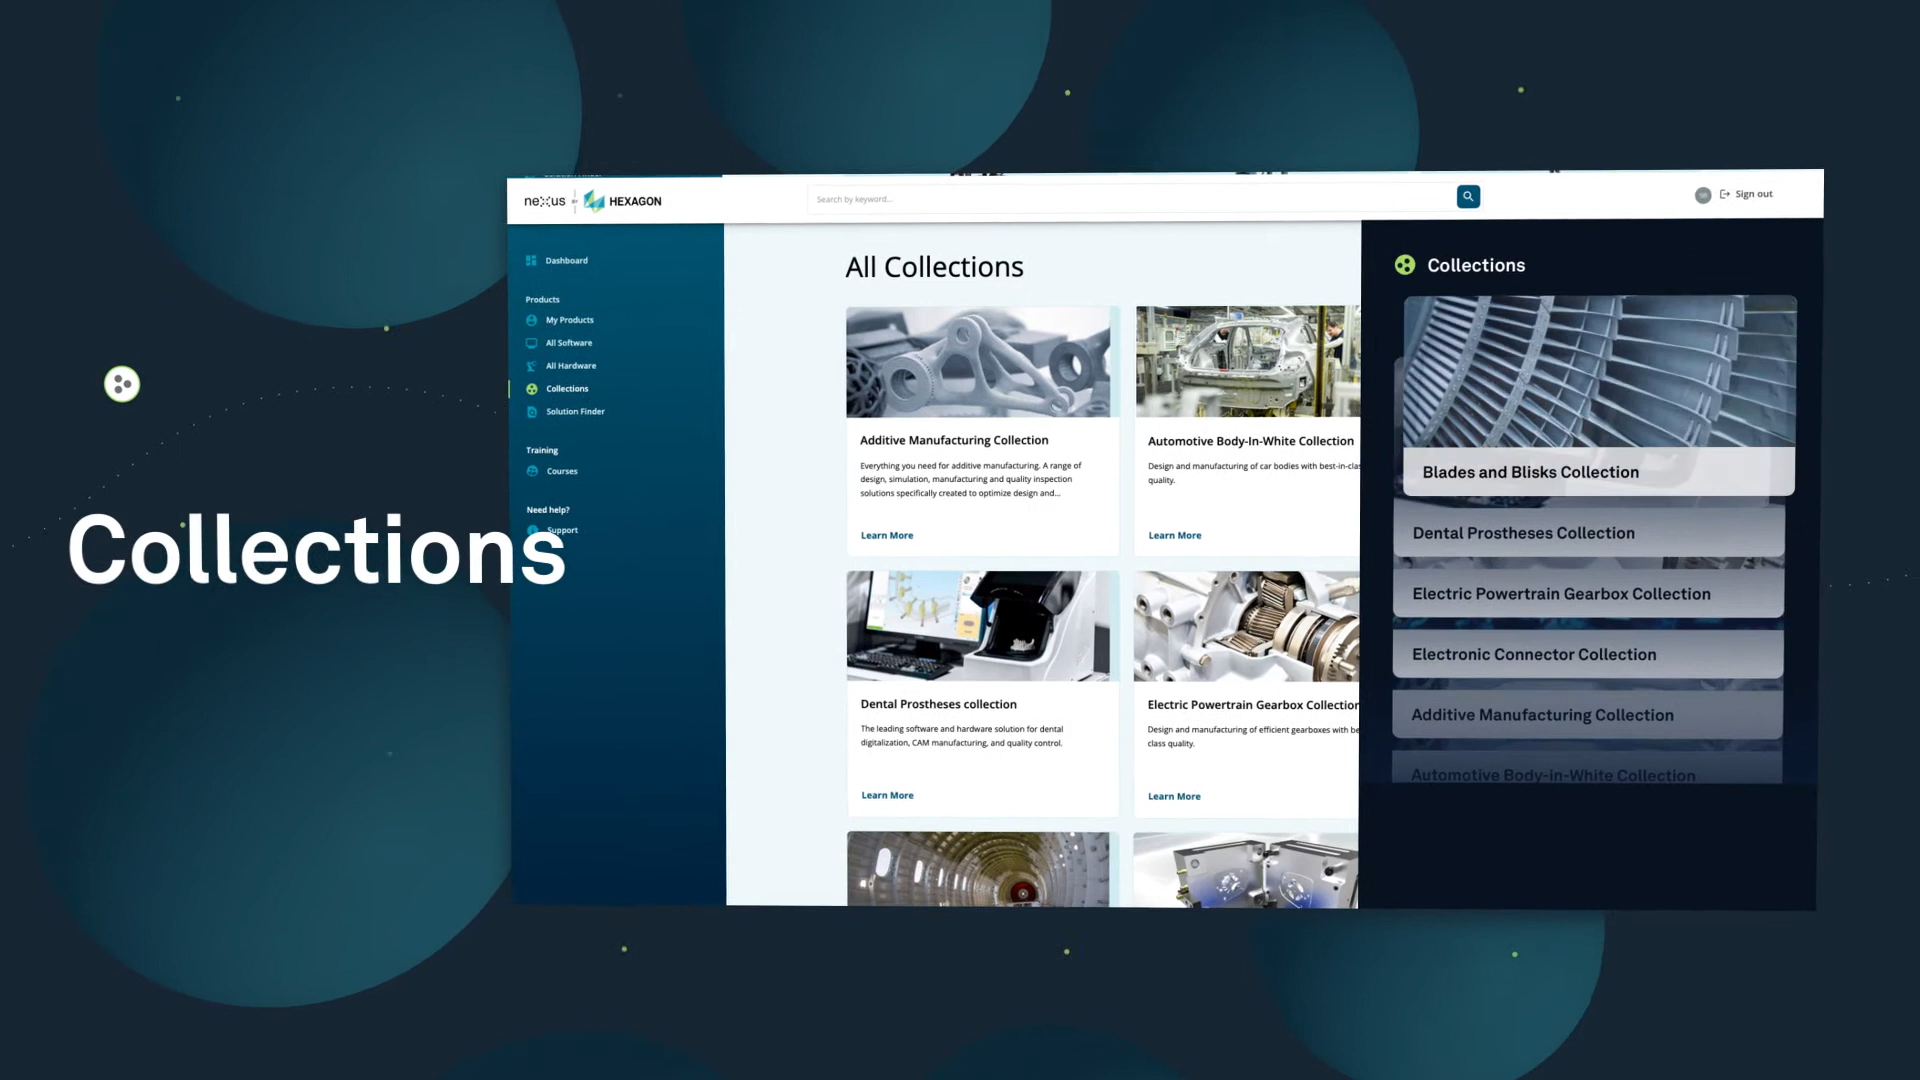 Collections
nexus
HEXAGON
Search by keyword...
Sign out
Dashboard
Products
My Products
All Software
All Hardware
Collections
Solution Finder
Training
Courses
Need help?
Support
All Collections
Additive Manufacturing Collection
Everything you need for additive manufacturing. A range of
design, simulation, manufacturing and quality inspection
solutions specifically created to optimize design and...
Learn More
Automotive Body-In-White Collection
Design and manufacturing of car bodies with best-in-clas
quality.
Learn More
Dental Prostheses collection
The leading software and hardware solution for dental
digitalization, CAM manufacturing, and quality control.
Learn More
Electric Powertrain Gearbox Collection
Design and manufacturing of efficient gearboxes with be
class quality.
Learn More
Collections
Blades and Blisks Collection
Dental Prostheses Collection
Electric Powertrain Gearbox Collection
Electronic Connector Collection
Additive Manufacturing Collection
Automotive Body-in-White Collection